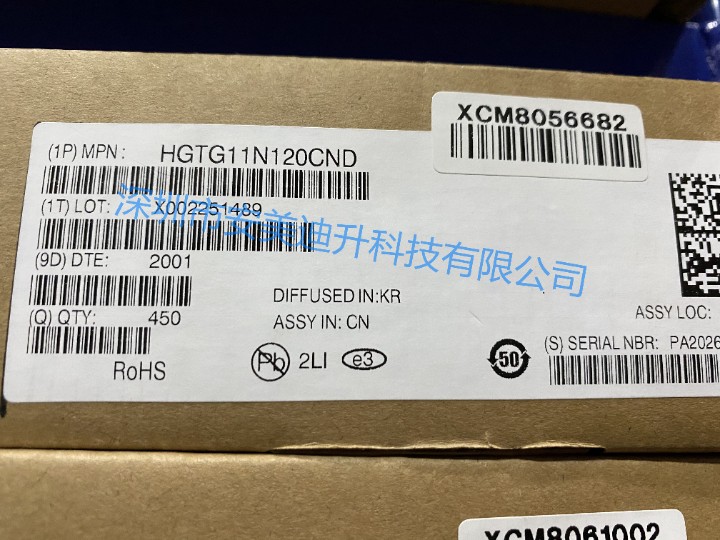 XCM8056682
(1P) MPN: HGTG11N120CND
(1T) LOT: X002251489
深圳市安美迪升科技有限公司
(9D) DTE: 2001
DIFFUSED IN:KR
(Q) QTY: 450
ASSY IN: CN
ASSY LOC:
RoHS
Pb 2LI e3
50
(S) SERIAL NBR: PA2026
XCM8061002